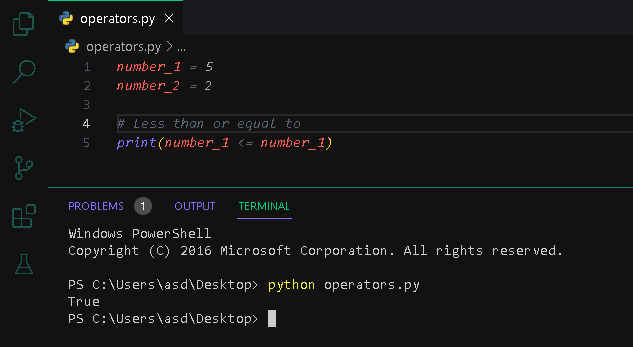 operators.py ×
operators.py > ...
1 number_1 = 5
2 number_2 = 2
3
4 # Less than or equal to
5 print(number_1 <= number_1)
PROBLEMS 1 OUTPUT TERMINAL
Windows PowerShell
Copyright (C) 2016 Microsoft Corporation. All rights reserved.
PS C:\Users\asd\Desktop> python operators.py
True
PS C:\Users\asd\Desktop>